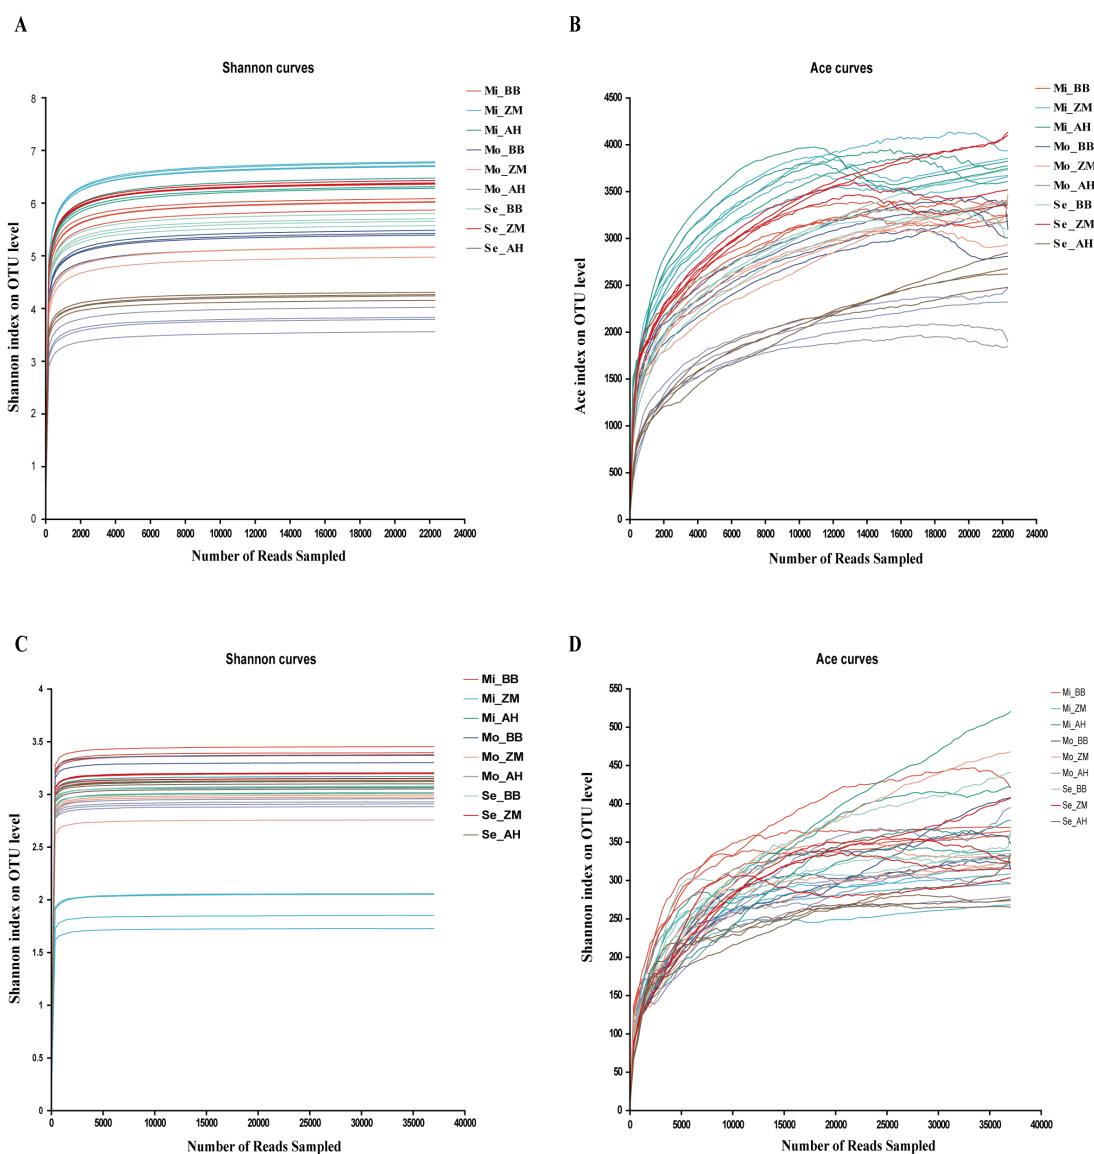 A
Shannon curves
Shannon index on OTU level
8
7
6
5
4
3
2
1
0
0 2000 4000 6000 8000 10000 12000 14000 16000 18000 20000 22000 24000
Number of Reads Sampled
Mi_BB
Mi_ZM
Mi_AH
Mo_BB
Mo_ZM
Mo_AH
Se_BB
Se_ZM
Se_AH
B
Ace curves
Ace index on OTU level
4500
4000
3500
3000
2500
2000
1500
1000
500
0
0 2000 4000 6000 8000 10000 12000 14000 16000 18000 20000 22000 24000
Number of Reads Sampled
Mi_BB
Mi_ZM
Mi_AH
Mo_BB
Mo_ZM
Mo_AH
Se_BB
Se_ZM
Se_AH
C
Shannon curves
Shannon index on OTU level
4
3.5
3
2.5
2
1.5
1
0.5
0
0 5000 10000 15000 20000 25000 30000 35000 40000
Number of Reads Sampled
Mi_BB
Mi_ZM
Mi_AH
Mo_BB
Mo_ZM
Mo_AH
Se_BB
Se_ZM
Se_AH
D
Ace curves
Shannon index on OTU level
550
500
450
400
350
300
250
200
150
100
50
0
0 5000 10000 15000 20000 25000 30000 35000 40000
Number of Reads Sampled
Mi_BB
Mi_ZM
Mi_AH
Mo_BB
Mo_ZM
Mo_AH
Se_BB
Se_ZM
Se_AH